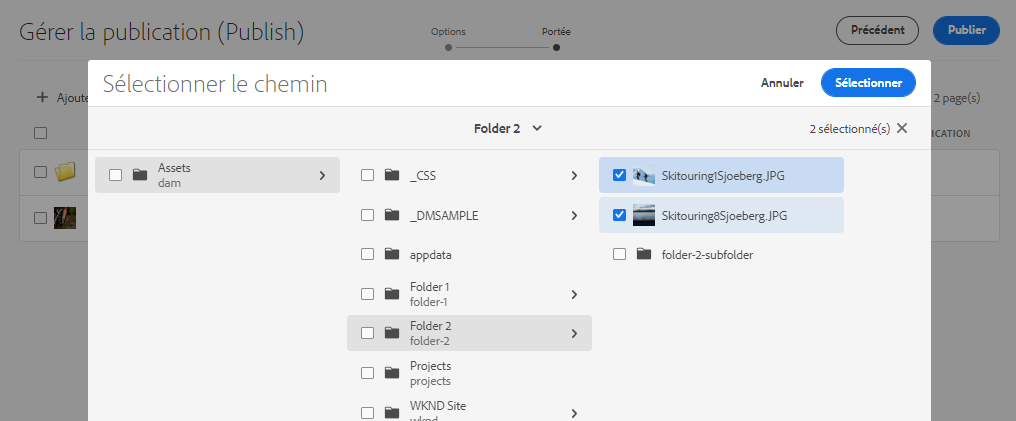 Gérer la publication (Publish)
Options
Portée
Précédent
Publier
Sélectionner le chemin
Annuler
Sélectionner
Ajoute
2 page(s)
Folder 2
2 sélectionné(s)
ICATION
Assets
dam
_CSS
_DMSAMPLE
appdata
Folder 1
folder-1
Folder 2
folder-2
Projects
projects
WKND Site
wknd
Skitouring1Sjoeberg.JPG
Skitouring8Sjoeberg.JPG
folder-2-subfolder